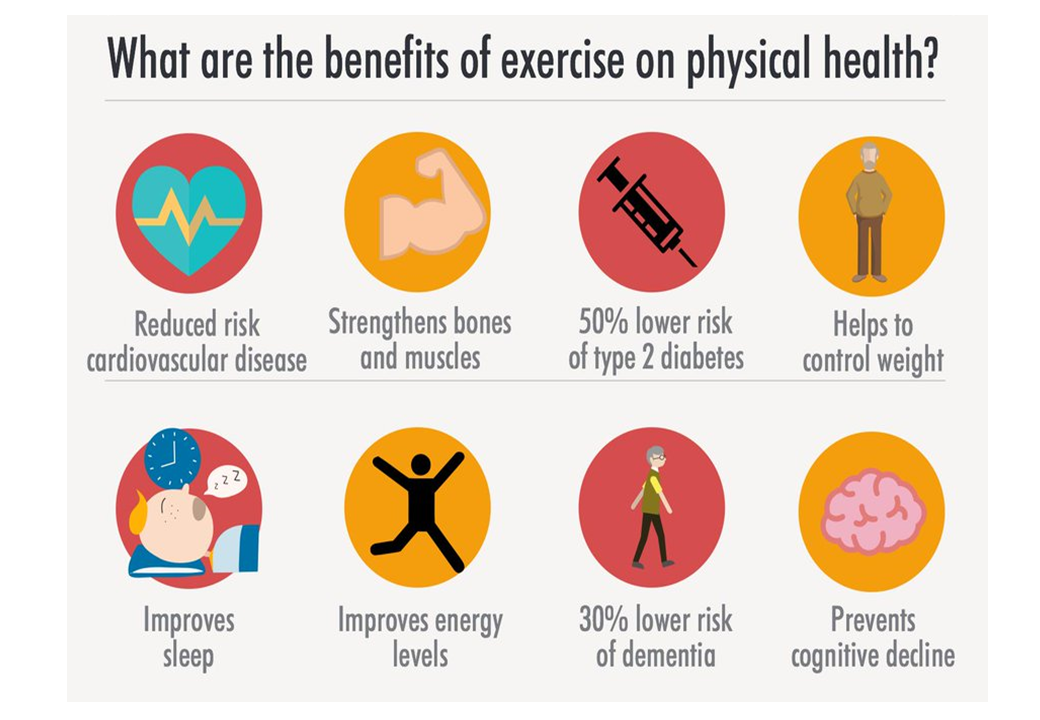 What are the benefits of exercise on physical health?
Reduced risk
cardiovascular disease
Strengthens bones
and muscles
50% lower risk
of type 2 diabetes
Helps to
control weight
z z Z
Improves
sleep
Improves energy
levels
30% lower risk
of dementia
Prevents
cognitive decline